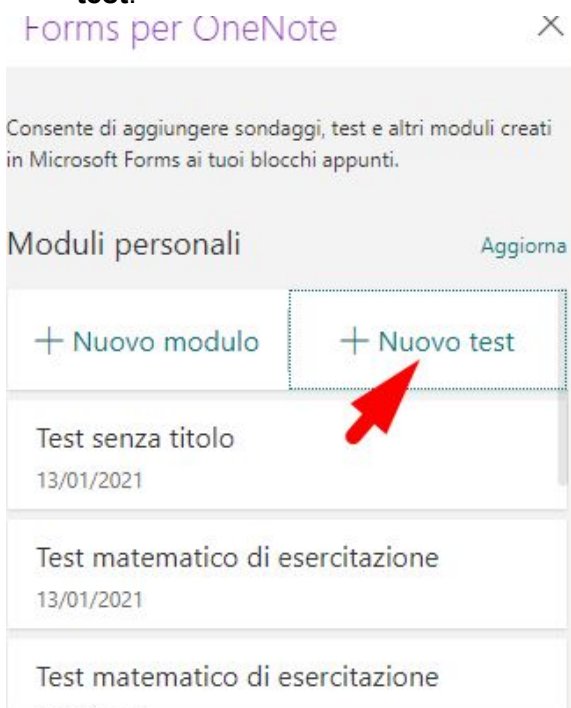 test.
Forms per OneNote
Consente di aggiungere sondaggi, test e altri moduli creati
in Microsoft Forms ai tuoi blocchi appunti.
Moduli personali
Aggiorna
+ Nuovo modulo
+ Nuovo test
Test senza titolo
13/01/2021
Test matematico di esercitazione
13/01/2021
Test matematico di esercitazione